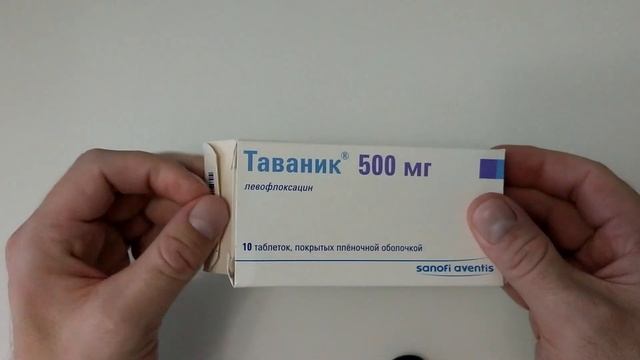 Таваник® 500 мг
левофлоксацин
10 таблеток, покрытых плёночной оболочкой
sanofi aventis